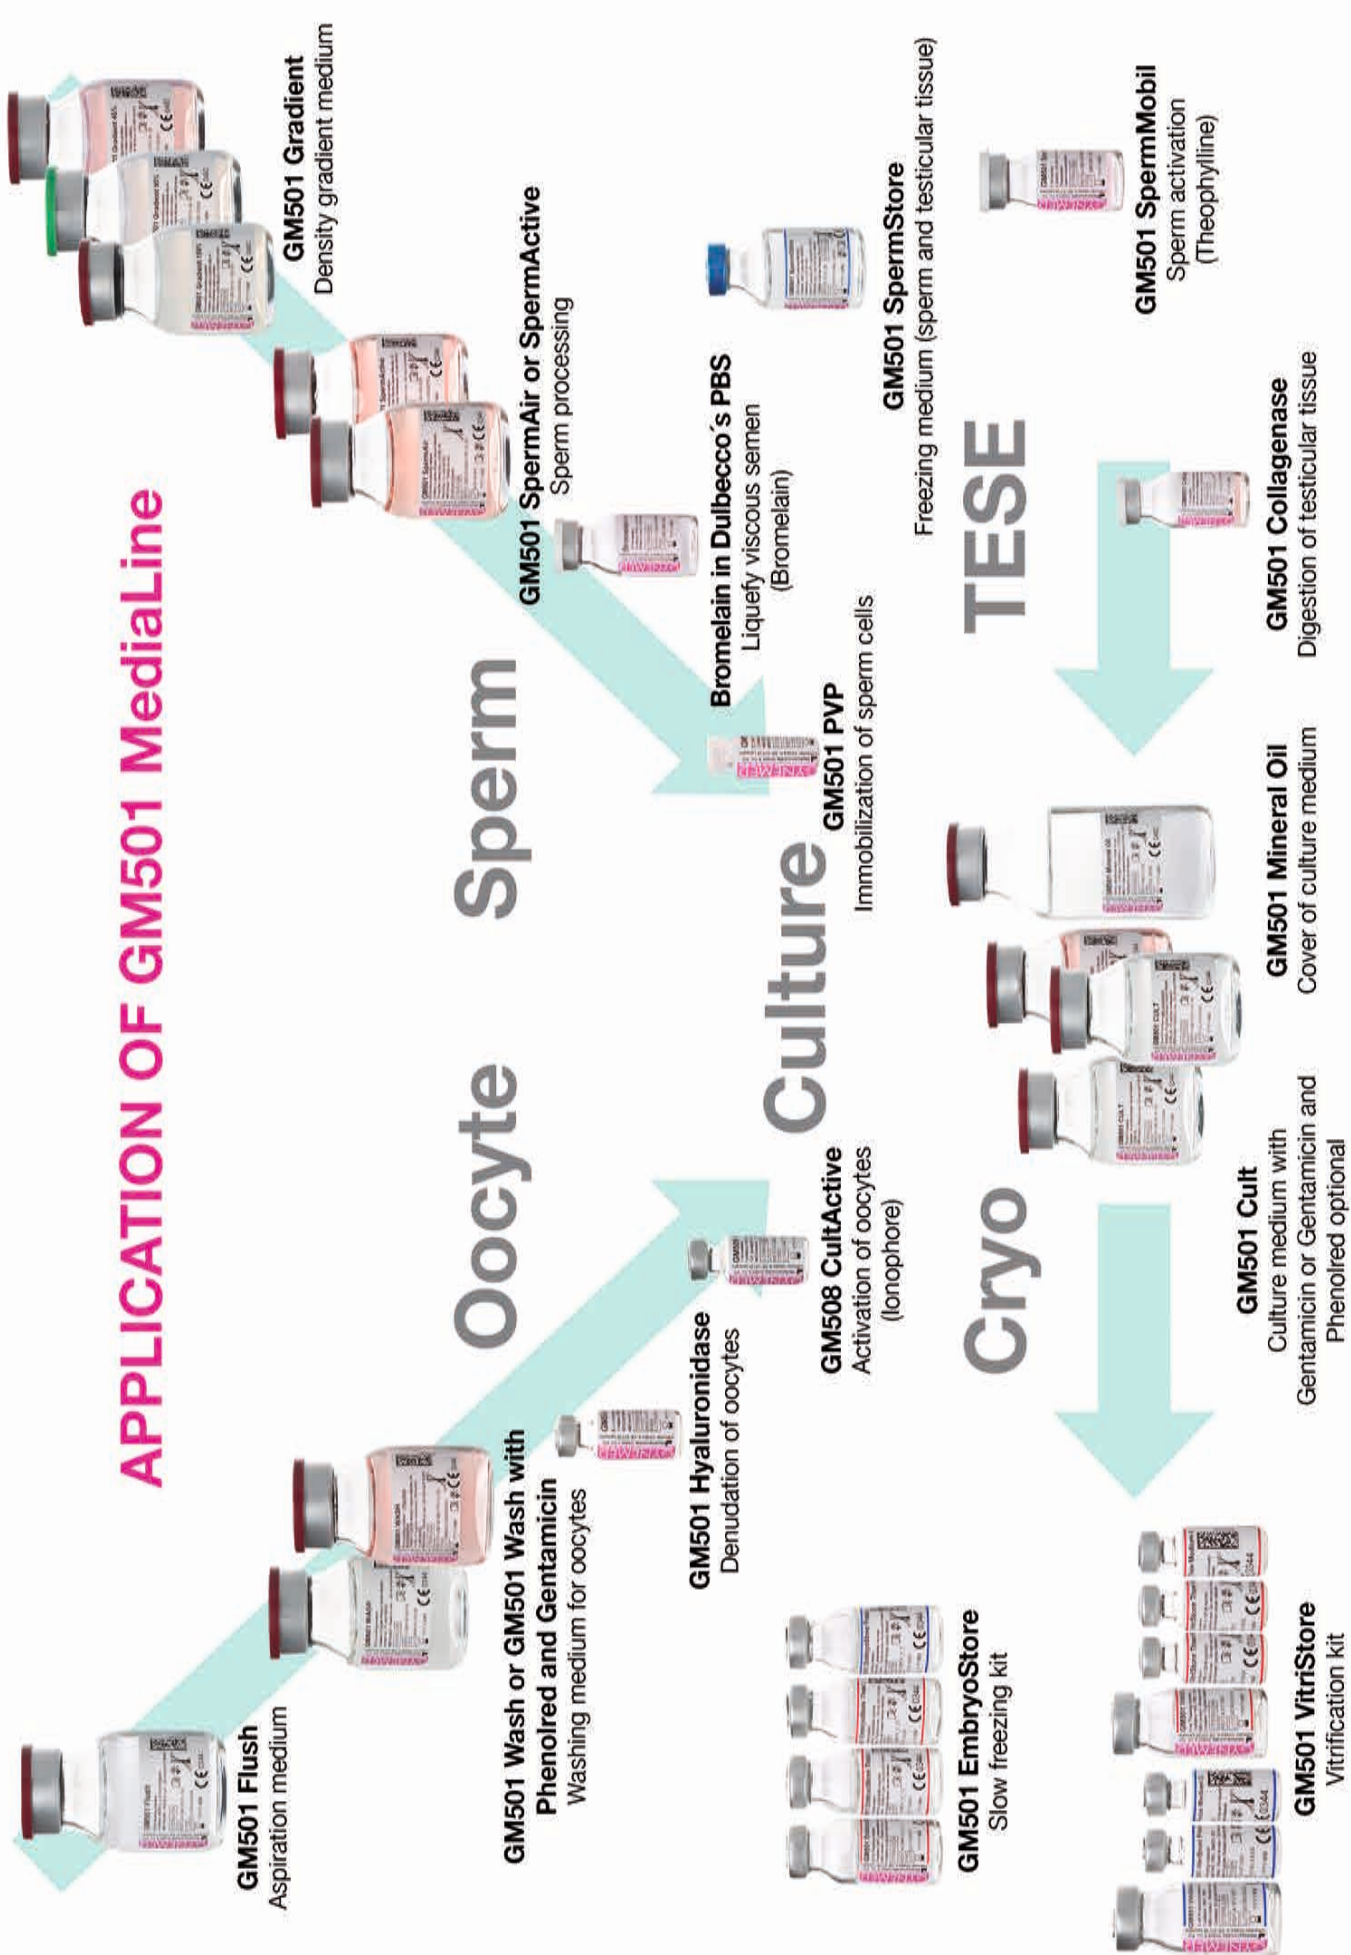 APPLICATION OF GM501 MediaLine
GM501 Flush
Aspiration medium
GM501 Wash or GM501 Wash with
Phenolred and Gentamicin
Washing medium for oocytes
GM501 Hyaluronidase
Denudation of oocytes
GM508 CultActive
Activation of oocytes
(Ionophore)
Oocyte
Sperm
GM501 Gradient
Density gradient medium
GM501 SpermAir or SpermActive
Sperm processing
Bromelain in Dulbecco´s PBS
Liquefy viscous semen
(Bromelain)
GM501 PVP
Immobilization of sperm cells
GM501 SpermStore
Freezing medium (sperm and testicular tissue)
GM501 SpermMobil
Sperm activation
(Theophylline)
Culture
Cryo
TESE
GM501 EmbryoStore
Slow freezing kit
GM501 VitriStore
Vitrification kit
GM501 Cult
Culture medium with
Gentamicin or Gentamicin and
Phenolred optional
GM501 Mineral Oil
Cover of culture medium
GM501 Collagenase
Digestion of testicular tissue